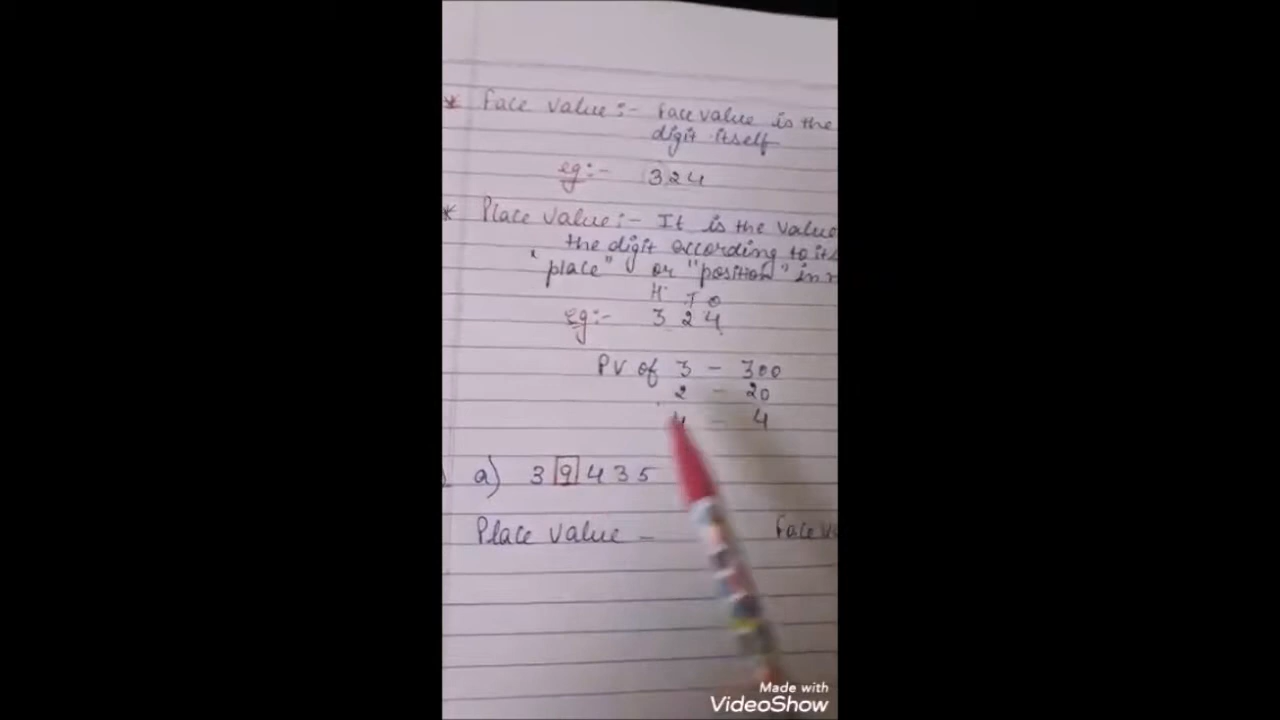 * Face value :- Face value is the
digit itself
eg :- 324
* Place value :- It is the value
the digit according to its
"place" or "position" in
H T O
eg :- 3 2 4
PV of 3 - 300
2 - 20
4 - 4
a) 3 9 4 3 5
Place value - Face v
Made with
VideoShow